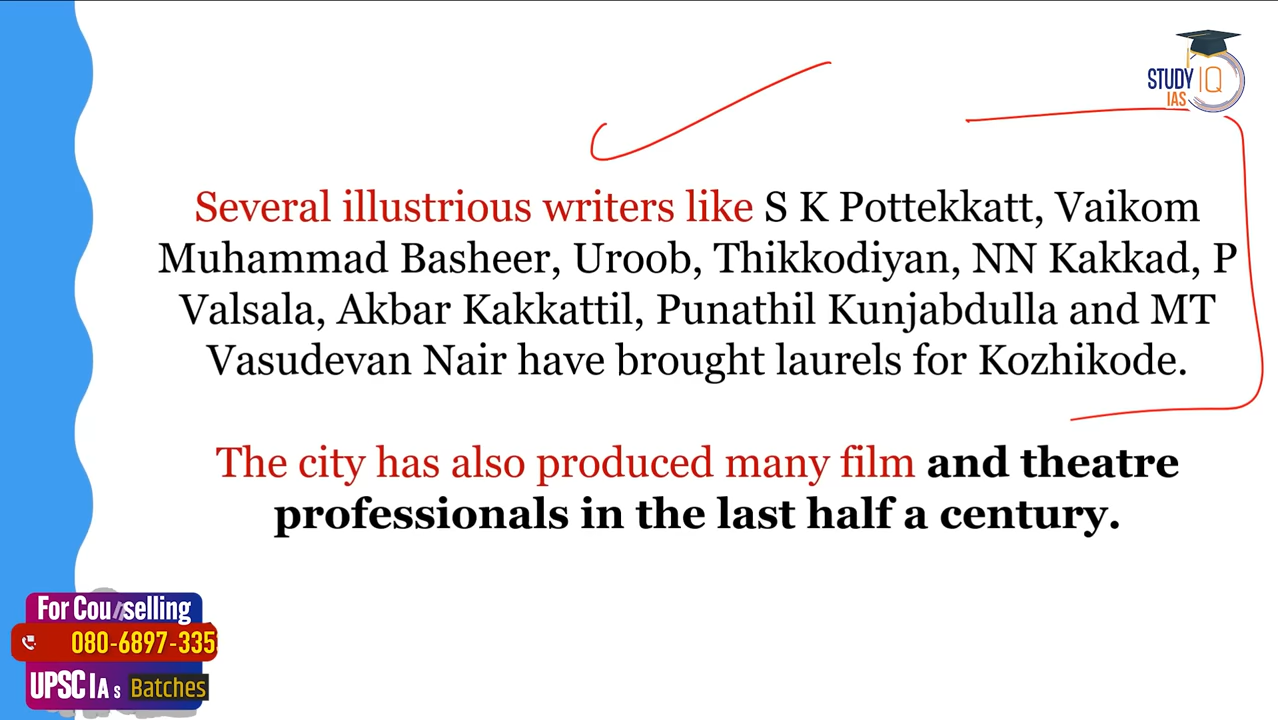 STUDY IQ
IAS
Several illustrious writers like S K Pottekkatt, Vaikom
Muhammad Basheer, Uroob, Thikkodiyan, NN Kakkad, P
Valsala, Akbar Kakkattil, Punathil Kunjabdulla and MT
Vasudevan Nair have brought laurels for Kozhikode.
The city has also produced many film and theatre
professionals in the last half a century.
For Counselling
080-6897-335
UPSC IAs Batches